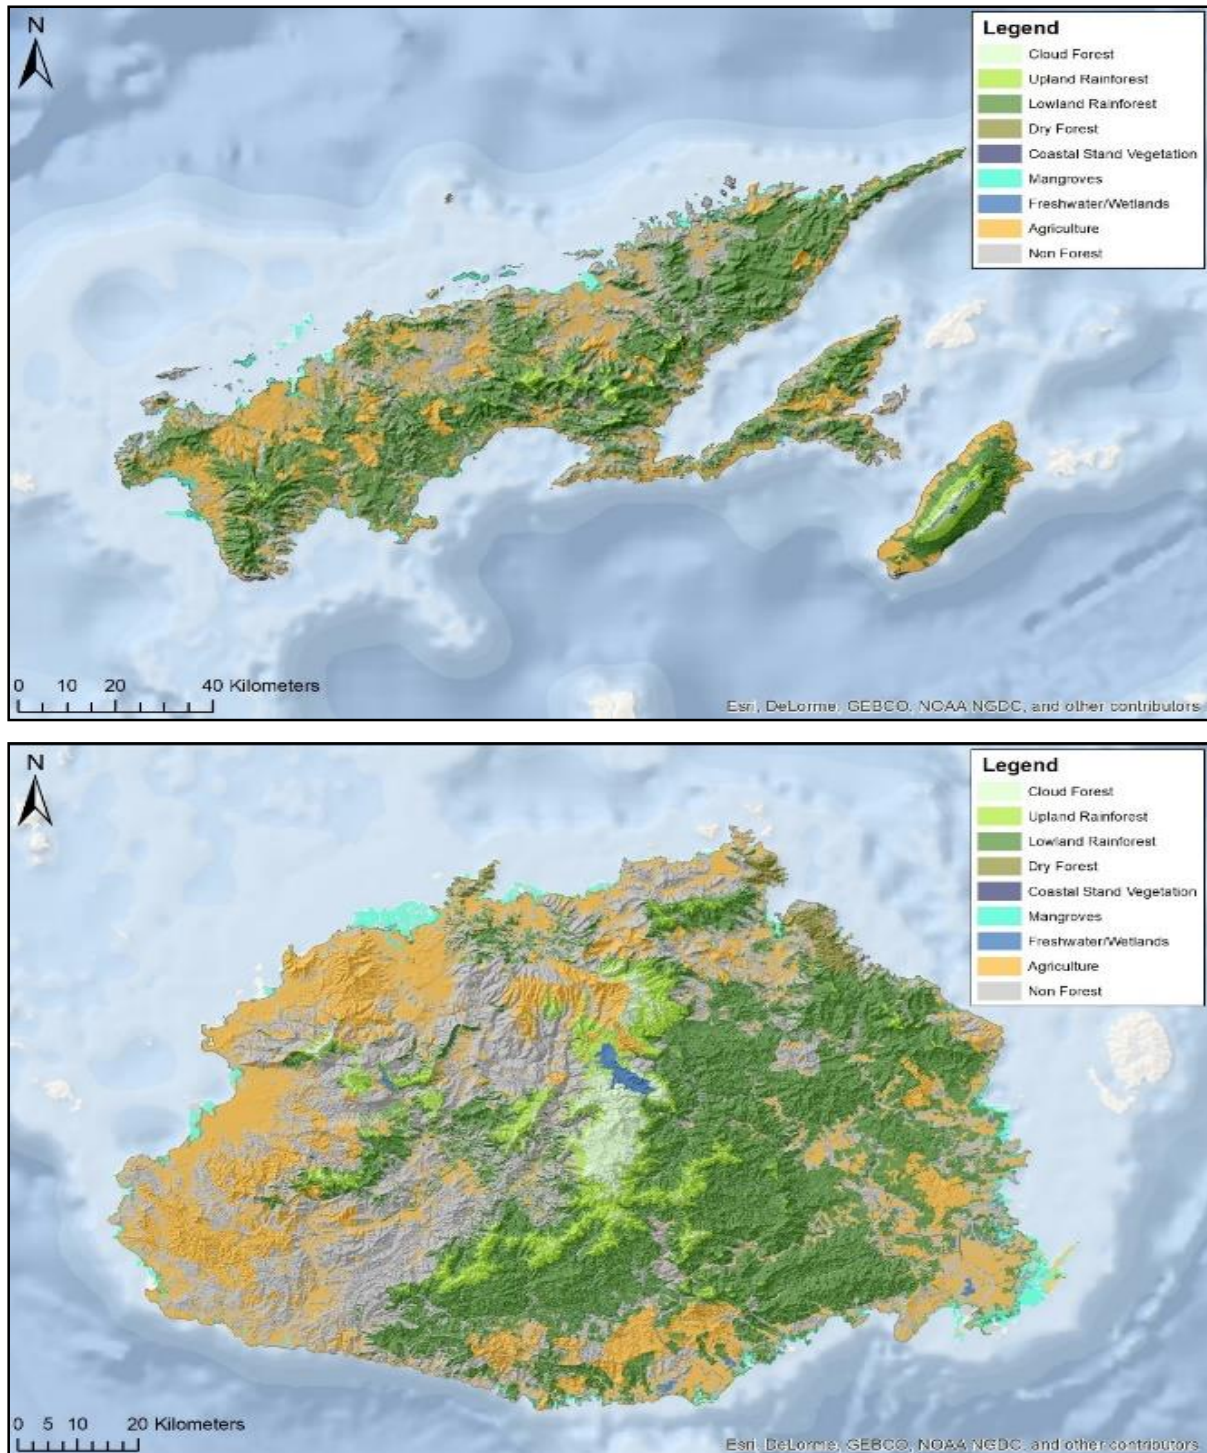 N
Legend
Cloud Forest
Upland Rainforest
Lowland Rainforest
Dry Forest
Coastal Stand Vegetation
Mangroves
Freshwater/Wetlands
Agriculture
Non Forest
0 10 20 40 Kilometers
Esri, DeLorme, GEBCO, NOAA NGDC, and other contributors
N
Legend
Cloud Forest
Upland Rainforest
Lowland Rainforest
Dry Forest
Coastal Stand Vegetation
Mangroves
Freshwater/Wetlands
Agriculture
Non Forest
0 5 10 20 Kilometers
Esri, DeLorme, GEBCO, NOAA NGDC, and other contributors